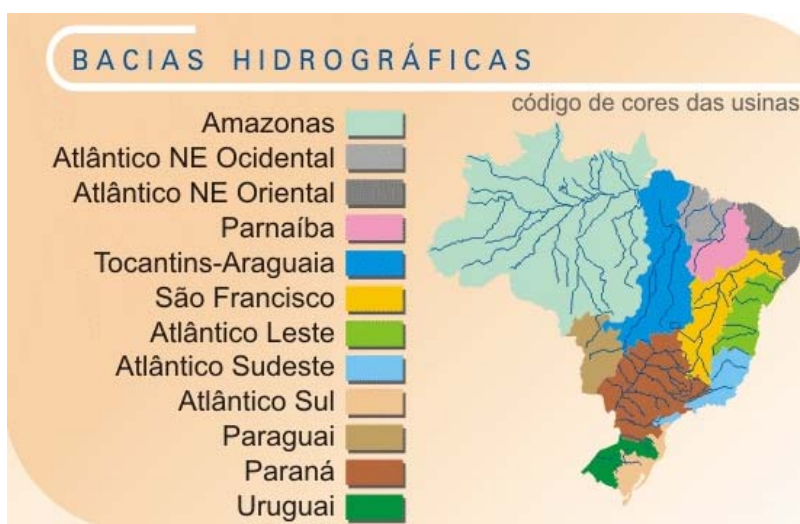 BACIAS HIDROGRÁFICAS
código de cores das usinas
Amazonas
Atlântico NE Ocidental
Atlântico NE Oriental
Parnaíba
Tocantins-Araguaia
São Francisco
Atlântico Leste
Atlântico Sudeste
Atlântico Sul
Paraguai
Paraná
Uruguai